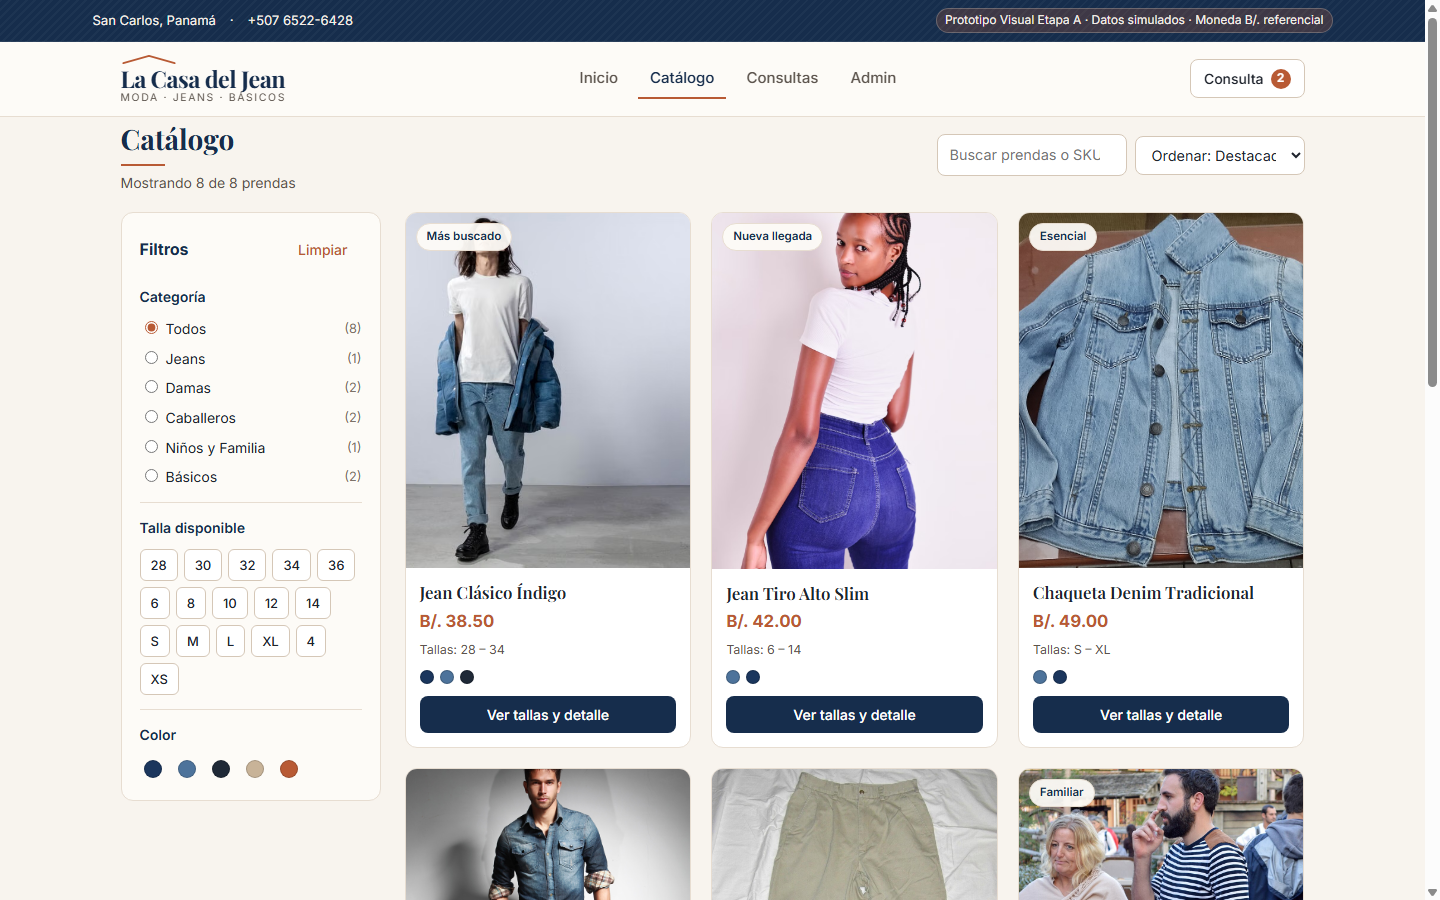 San Carlos, Panamá · +507 6522-6428
Prototipo Visual Etapa A · Datos simulados · Moneda B/. referencial
La Casa del Jean
MODA · JEANS · BÁSICOS
Inicio
Catálogo
Consultas
Admin
Consulta 2
Catálogo
Mostrando 8 de 8 prendas
Buscar prendas o SKU
Ordenar: Destacac
Filtros
Limpiar
Categoría
Todos (8)
Jeans (1)
Damas (2)
Caballeros (2)
Niños y Familia (1)
Básicos (2)
Talla disponible
28 30 32 34 36
6 8 10 12 14
S M L XL 4
XS
Color
Más buscado
Jean Clásico Índigo
B/. 38.50
Tallas: 28 – 34
Ver tallas y detalle
Nueva llegada
Jean Tiro Alto Slim
B/. 42.00
Tallas: 6 – 14
Ver tallas y detalle
Esencial
Chaqueta Denim Tradicional
B/. 49.00
Tallas: S – XL
Ver tallas y detalle
Familiar